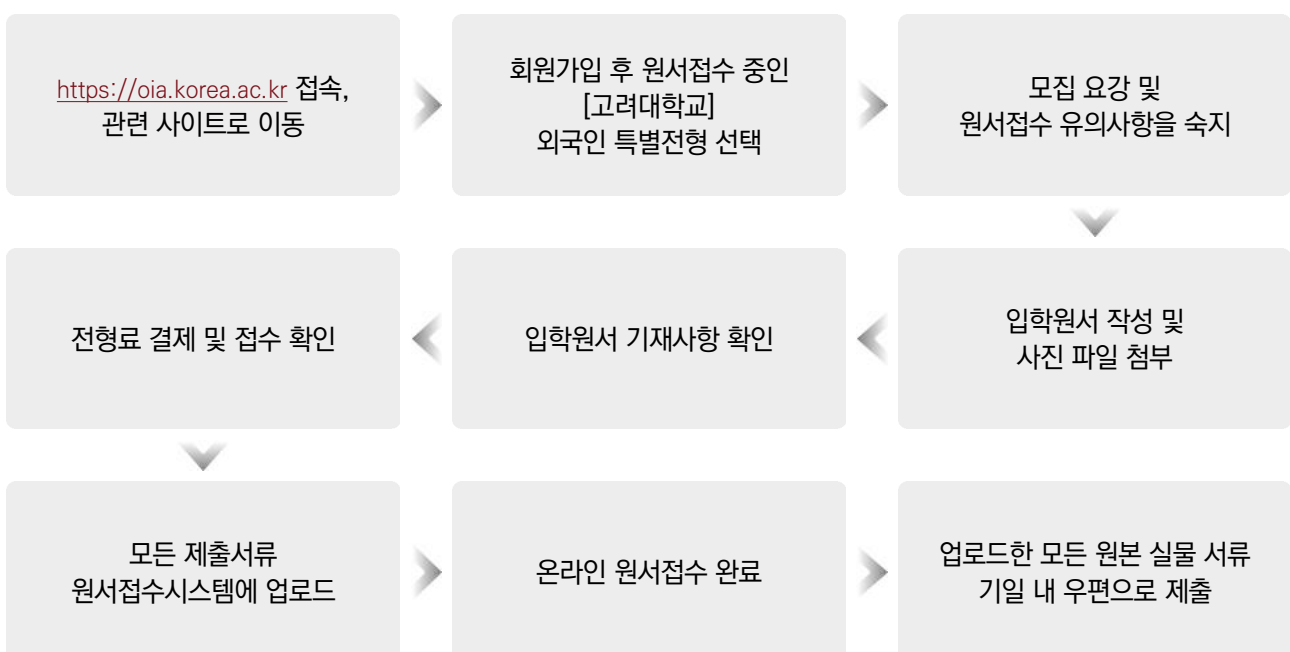 https://oia.korea.ac.kr 접속,
관련 사이트로 이동
회원가입 후 원서접수 중인
[고려대학교]
외국인 특별전형 선택
모집 요강 및
원서접수 유의사항을 숙지
입학원서 작성 및
사진 파일 첨부
입학원서 기재사항 확인
전형료 결제 및 접수 확인
모든 제출서류
원서접수시스템에 업로드
온라인 원서접수 완료
업로드한 모든 원본 실물 서류
기일 내 우편으로 제출